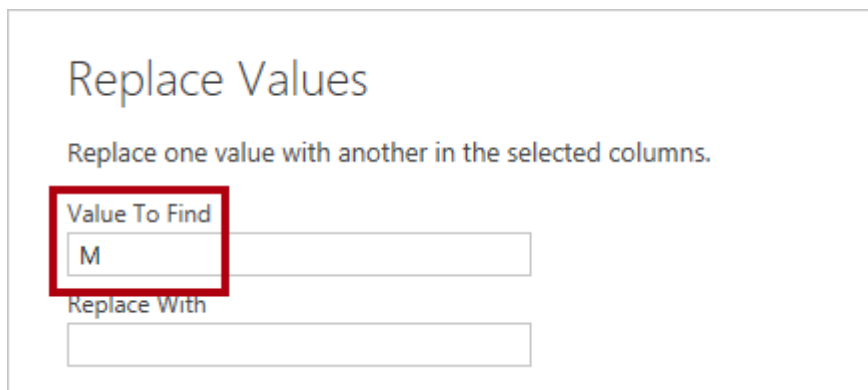 Replace Values
Replace one value with another in the selected columns.
Value To Find
M
Replace With